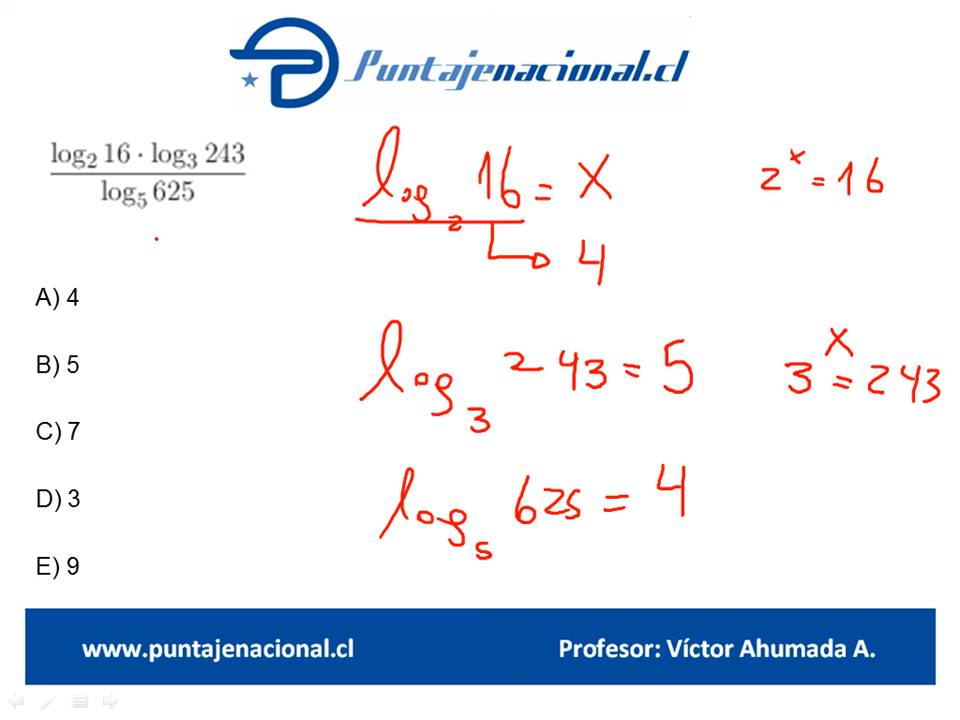 Puntajenacional.cl
log₂ 16 · log₃ 243
log₅ 625
log₂ 16 = x
2ˣ = 16
4
A) 4
log₃ 243 = 5
3ˣ = 243
B) 5
C) 7
log₅ 625 = 4
D) 3
E) 9
www.puntajenacional.cl
Profesor: Víctor Ahumada A.